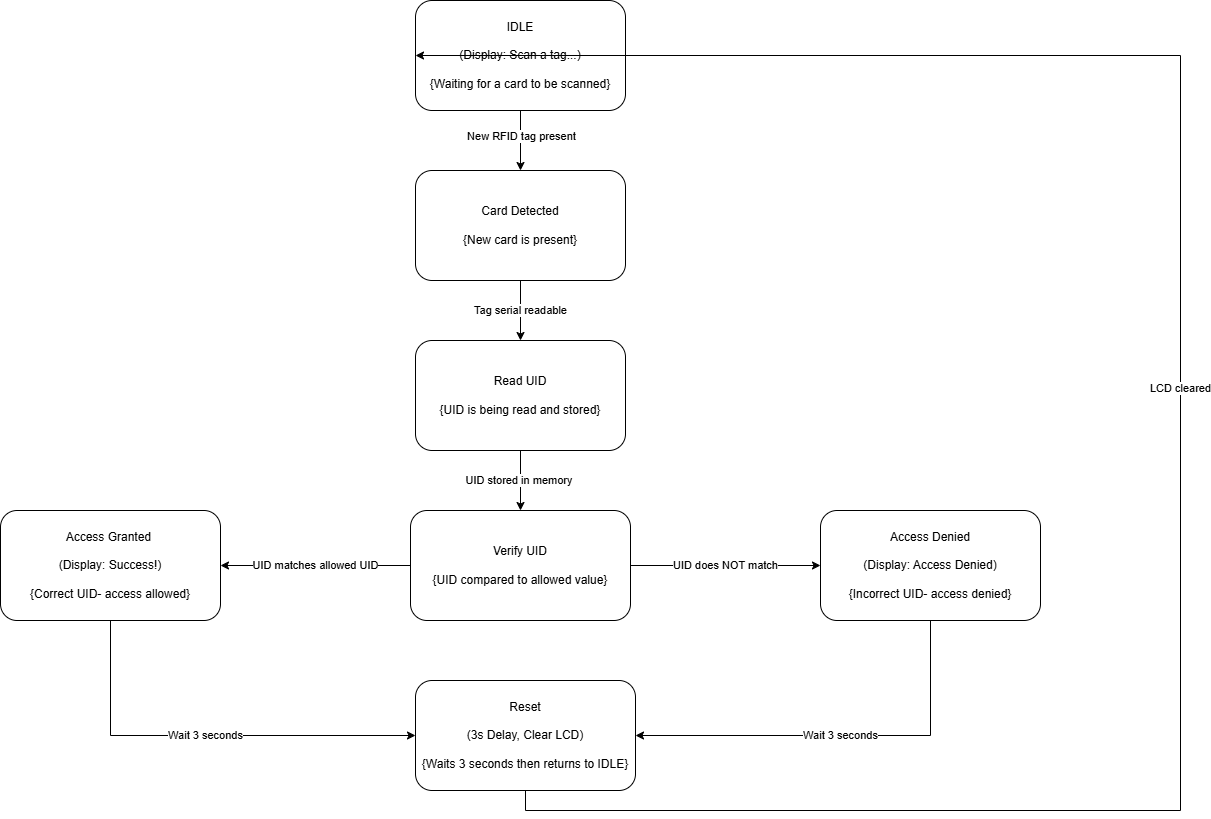 IDLE
(Display: Scan a tag...)
{Waiting for a card to be scanned}
New RFID tag present
Card Detected
{New card is present}
Tag serial readable
Read UID
{UID is being read and stored}
LCD cleared
UID stored in memory
Access Granted
(Display: Success!)
{Correct UID- access allowed}
UID matches allowed UID
Verify UID
{UID compared to allowed value}
UID does NOT match
Access Denied
(Display: Access Denied)
{Incorrect UID- access denied}
Wait 3 seconds
Reset
(3s Delay, Clear LCD)
{Waits 3 seconds then returns to IDLE}
Wait 3 seconds